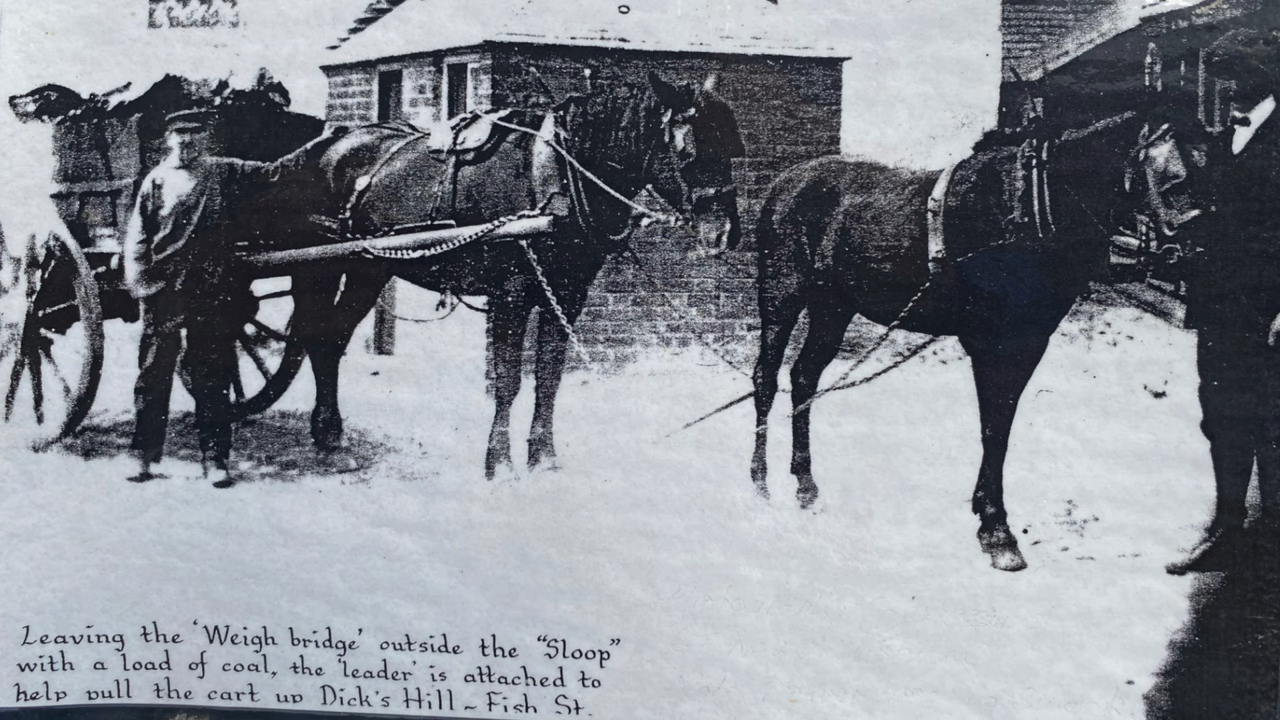 Leaving the 'Weigh bridge' outside the "Sloop"
with a load of coal, the 'leader' is attached to
help pull the cart up Dick's Hill ~ Fish St.